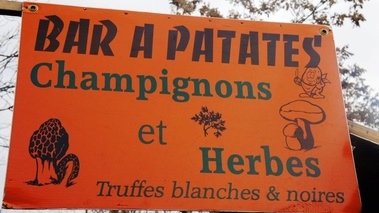 BAR A PATATES
Champignons
et
Herbes
Truffes blanches & noires